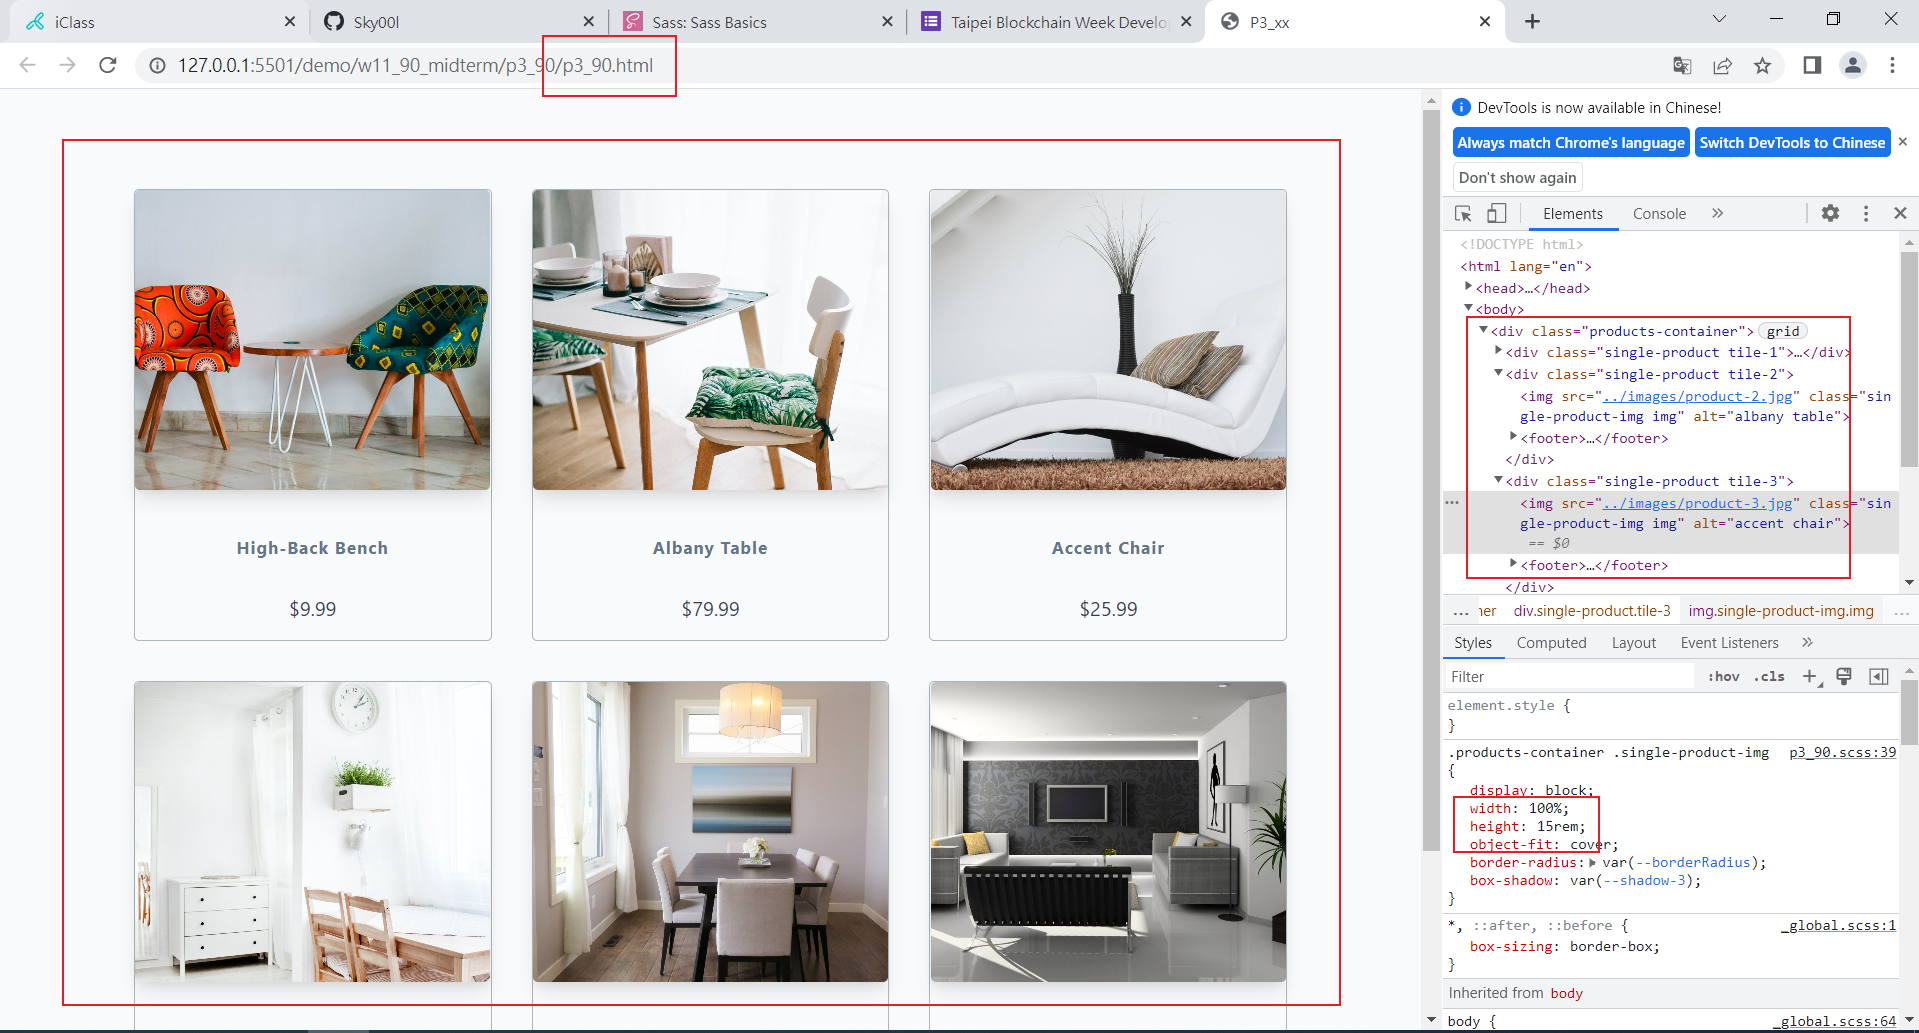 iClass
Sky00l
Sass: Sass Basics
Taipei Blockchain Week Develo
P3_xx
127.0.0.1:5501/demo/w11_90_midterm/p3_90/p3_90.html
High-Back Bench
Albany Table
Accent Chair
$9.99
$79.99
$25.99
DevTools is now available in Chinese!
Always match Chrome's language
Switch DevTools to Chinese
Don't show again
Elements
Console
<!DOCTYPE html>
<html lang="en">
<head>…</head>
<body>
<div class="products-container"> grid
<div class="single-product tile-1">…</div>
<div class="single-product tile-2">
<img src="../images/product-2.jpg" class="sin
gle-product-img img" alt="albany table">
<footer>…</footer>
</div>
<div class="single-product tile-3">
<img src="../images/product-3.jpg" class="sin
gle-product-img img" alt="accent chair">
== $0
<footer>…</footer>
</div>
... ner div.single-product.tile-3 img.single-product-img.img ...
Styles Computed Layout Event Listeners
Filter :hov .cls
element.style {
}
.products-container .single-product-img p3_90.scss:39
{
display: block;
width: 100%;
height: 15rem;
object-fit: cover;
border-radius: var(--borderRadius);
box-shadow: var(--shadow-3);
}
*, ::after, ::before { _global.scss:1
box-sizing: border-box;
}
Inherited from body
body { _global.scss:64